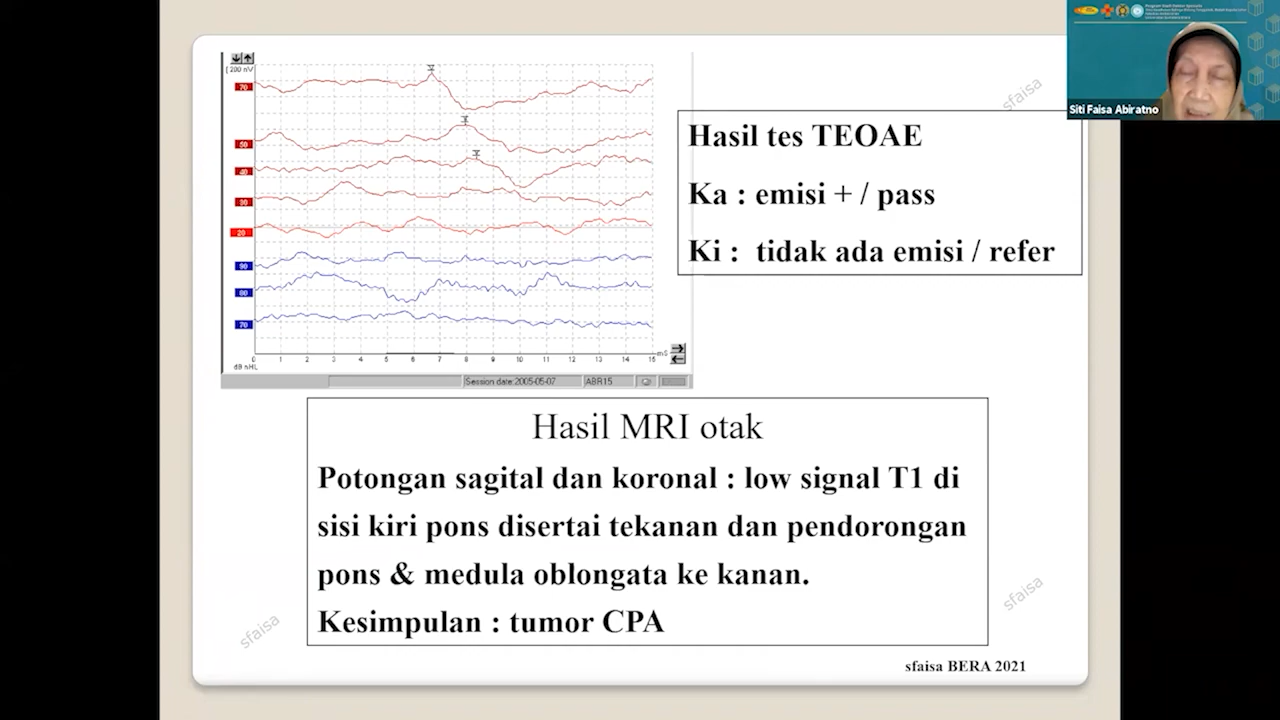 [ 200 nV
70
50
40
30
20
90
80
70
0 1 2 3 4 5 6 7 8 9 10 11 12 13 14 15 mS
dB nHL
Session date:2005-05-07 ABR15
Hasil tes TEOAE
Ka : emisi + / pass
Ki : tidak ada emisi / refer
Siti Faisa Abiratno
sfaisa
Hasil MRI otak
Potongan sagital dan koronal : low signal T1 di
sisi kiri pons disertai tekanan dan pendorongan
pons & medula oblongata ke kanan.
Kesimpulan : tumor CPA
sfaisa
sfaisa
sfaisa BERA 2021